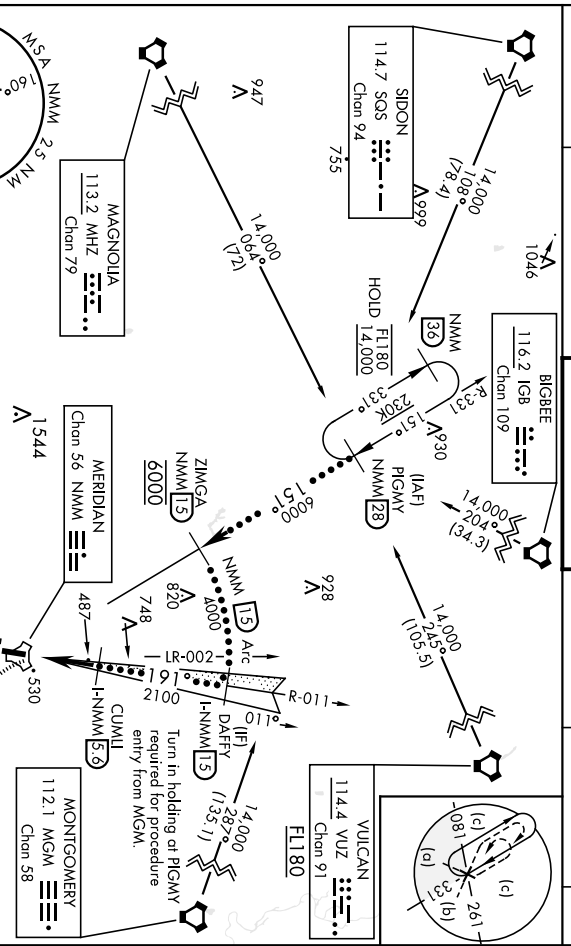 SIDON
114.7 SQS
Chan 94
14,000
108°
(78.4)
999
755
947
MSA NMM 25 NM
160°
MAGNOLIA
113.2 MHZ
Chan 79
14,000
064°
(72)
1046
BIGBEE
116.2 IGB
Chan 109
14,000
204°
(34.3)
NMM
36
HOLD
FL180
14,000
331°
230K
151°
R-331
930
(IAF)
PIGMY
NMM 28
6000
151°
ZIMGA
NMM 15
6000
NMM 15 Arc
4000
820
928
14,000
245°
(105.5)
VULCAN
114.4 VUZ
Chan 91
FL180
(c)
(c)
(a)
(b)
081
261
331
1544
MERIDIAN
Chan 56 NMM
487
748
LR-002
191°
2100
R-011
011°
(IF)
DAFFY
I-NMM 15
CUMLI
I-NMM 5.6
530
14,000
287°
(135.1)
Turn in holding at PIGMY
required for procedure
entry from MGM.
MONTGOMERY
112.1 MGM
Chan 58